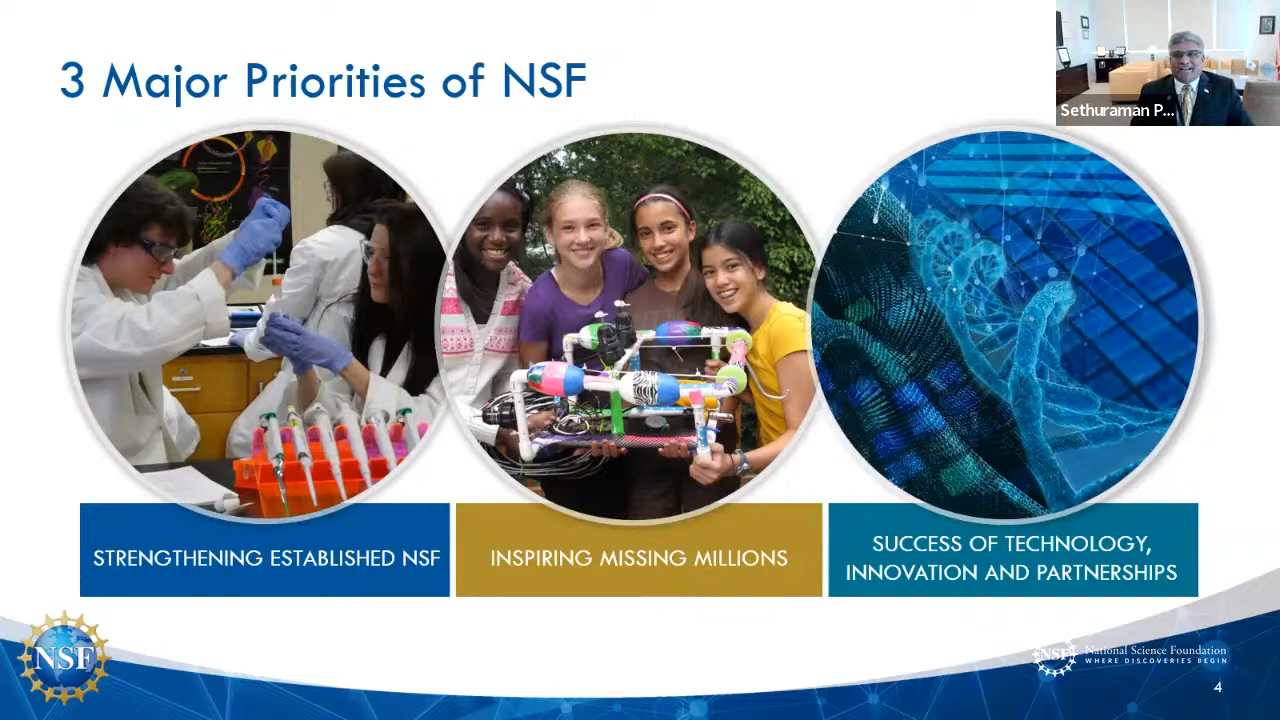 3 Major Priorities of NSF
Sethuraman P...
STRENGTHENING ESTABLISHED NSF
INSPIRING MISSING MILLIONS
SUCCESS OF TECHNOLOGY,
INNOVATION AND PARTNERSHIPS
NSF
NSF
National Science Foundation
WHERE DISCOVERIES BEGIN
4